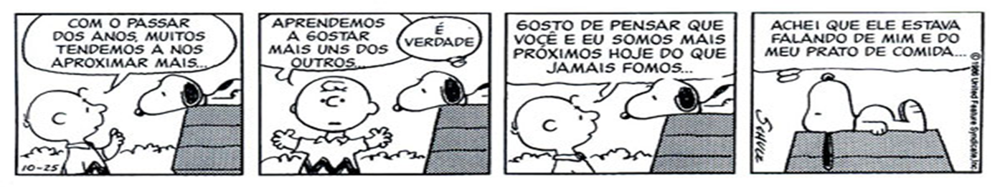 COM O PASSAR
DOS ANOS, MUITOS
TENDEMOS A NOS
APROXIMAR MAIS...
10-25
APRENDEMOS
A GOSTAR
MAIS UNS DOS
OUTROS...
É
VERDADE
GOSTO DE PENSAR QUE
VOCÊ E EU SOMOS MAIS
PRÓXIMOS HOJE DO QUE
JAMAIS FOMOS...
ACHEI QUE ELE ESTAVA
FALANDO DE MIM E DO
MEU PRATO DE COMIDA...
SCHULZ
© 1986 United Feature Syndicate, Inc.